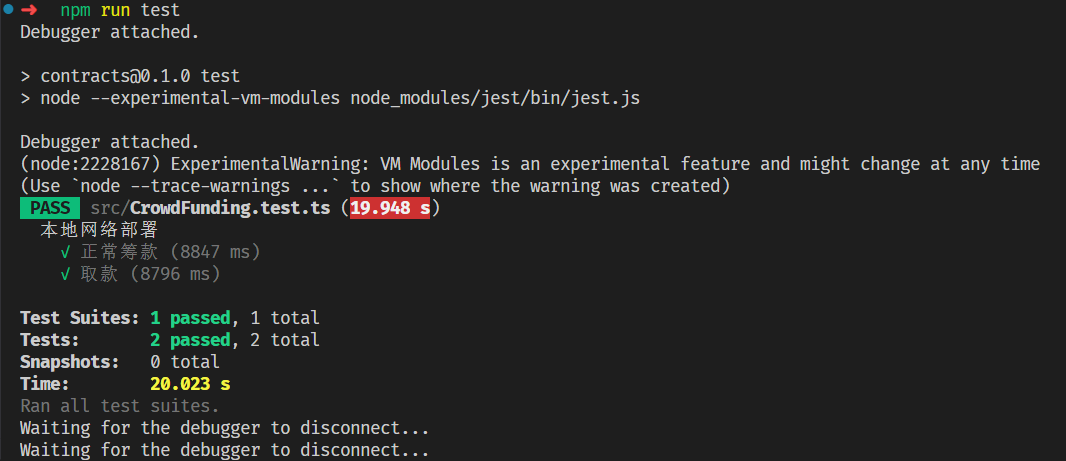 ➜ npm run test
Debugger attached.
> contracts@0.1.0 test
> node --experimental-vm-modules node_modules/jest/bin/jest.js
Debugger attached.
(node:2228167) ExperimentalWarning: VM Modules is an experimental feature and might change at any time
(Use `node --trace-warnings ...` to show where the warning was created)
PASS src/CrowdFunding.test.ts (19.948 s)
本地网络部署
√ 正常筹款 (8847 ms)
√ 取款 (8796 ms)
Test Suites: 1 passed, 1 total
Tests: 2 passed, 2 total
Snapshots: 0 total
Time: 20.023 s
Ran all test suites.
Waiting for the debugger to disconnect...
Waiting for the debugger to disconnect...